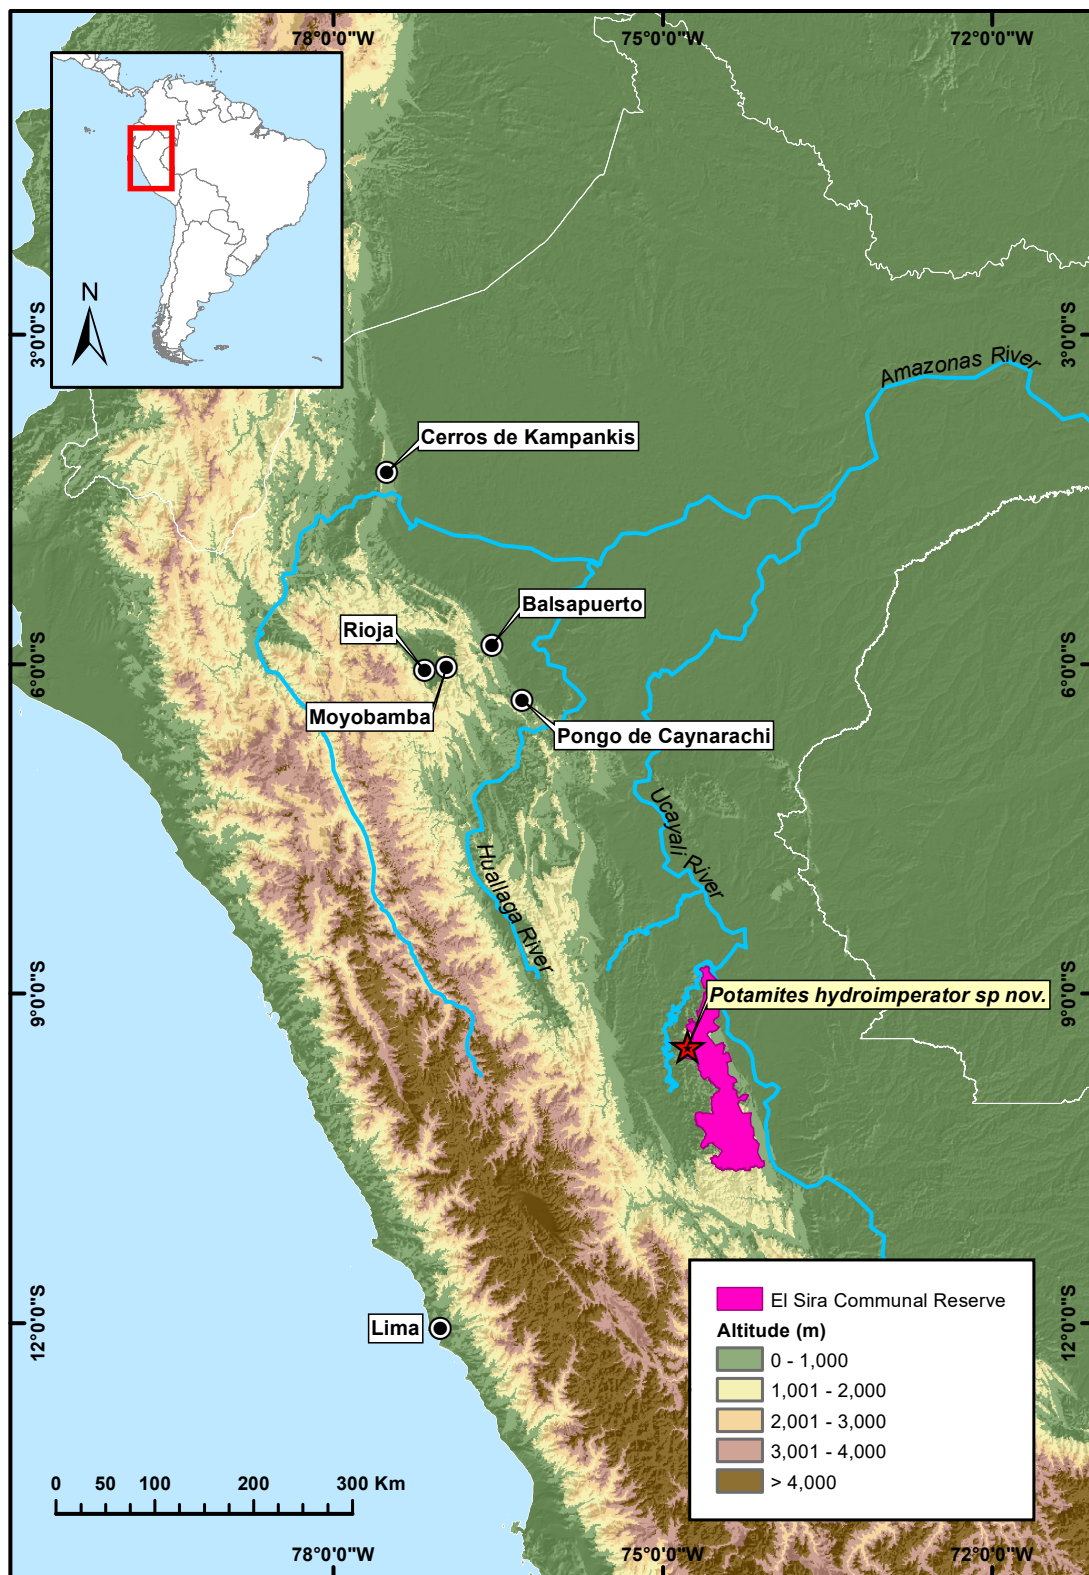 78°0'0"W
75°0'0"W
72°0'0"W
N
3°0'0"S
3°0'0"S
Amazonas River
Cerros de Kampankis
Balsapuerto
Rioja
6°0'0"S
6°0'0"S
Moyobamba
Pongo de Caynarachi
Ucayali River
Huallaga River
9°0'0"S
9°0'0"S
Potamites hydroimperator sp nov.
El Sira Communal Reserve
Altitude (m)
0 - 1,000
1,001 - 2,000
2,001 - 3,000
3,001 - 4,000
> 4,000
12°0'0"S
12°0'0"S
Lima
0 50 100 200 300 Km
78°0'0"W
75°0'0"W
72°0'0"W